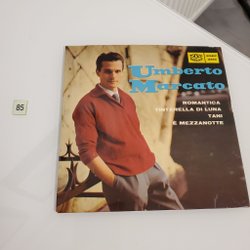 85
Umberto
Marcato
ROMANTICA
TINTARELLA DI LUNA
TANI
È MEZZANOTTE